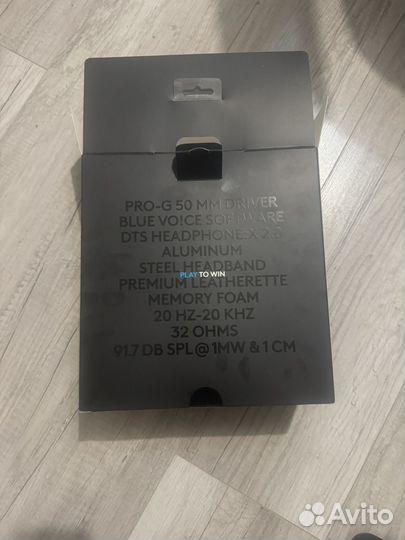 PRO-G 50 MM DRIVER
BLUE VO!CE SOFTWARE
DTS HEADPHONE:X 2.0
ALUMINUM
STEEL HEADBAND
PLAY TO WIN
PREMIUM LEATHERETTE
MEMORY FOAM
20 HZ-20 KHZ
32 OHMS
91.7 DB SPL@1MW & 1 CM
Avito